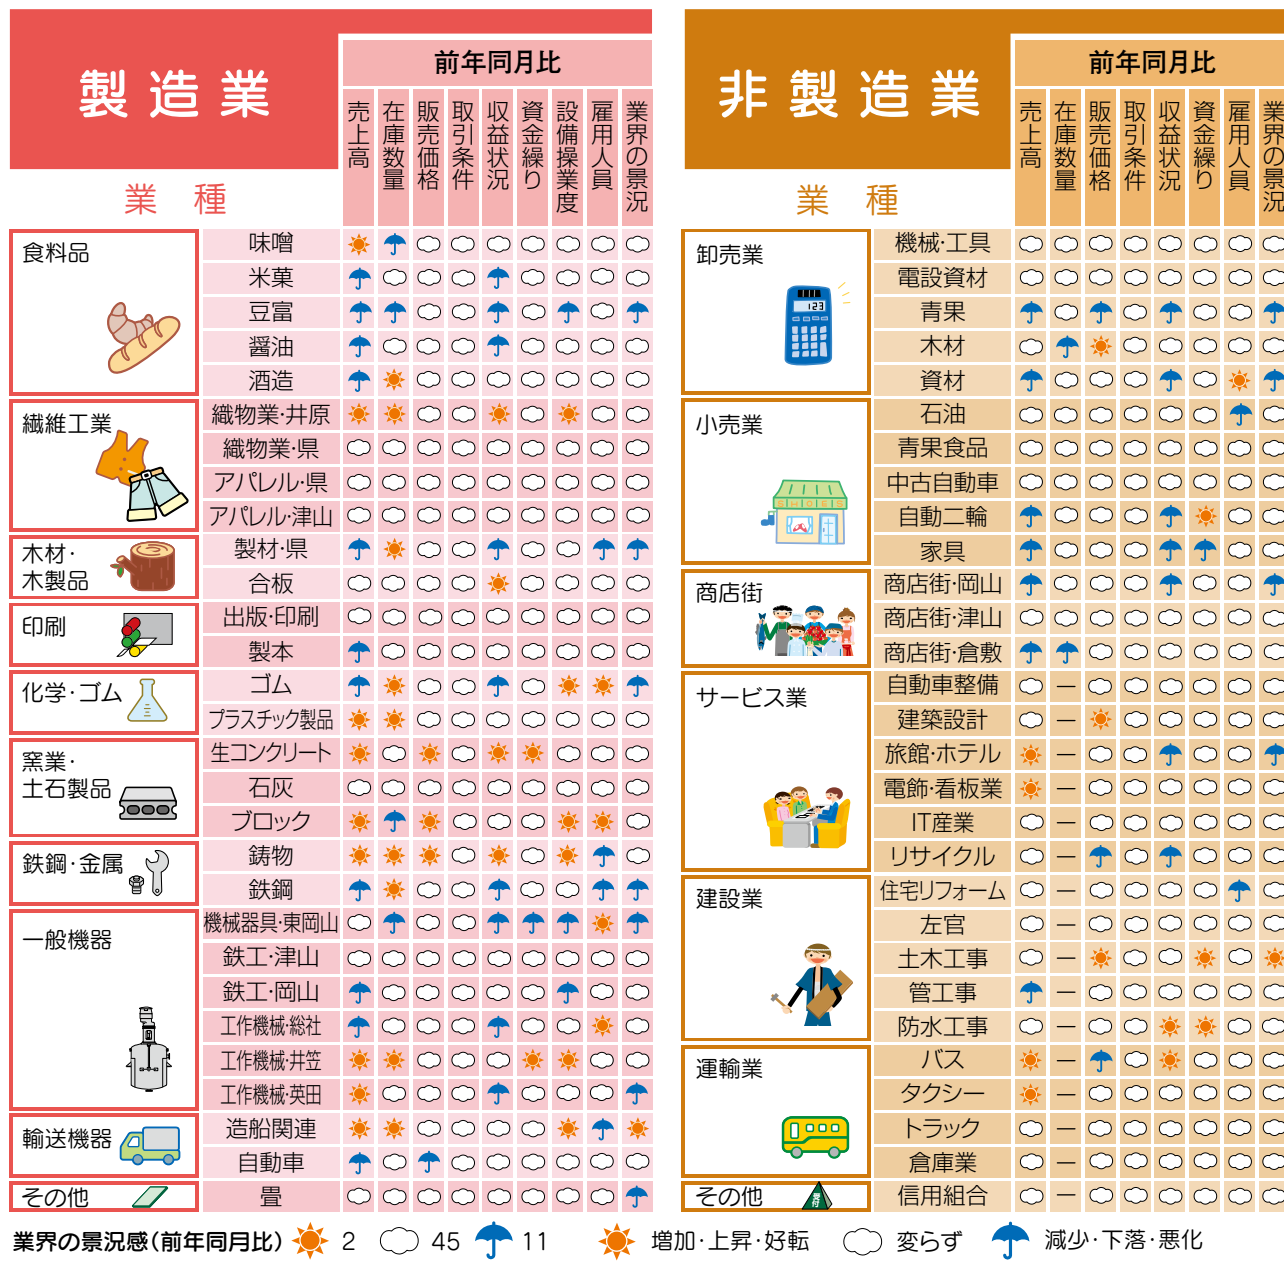 製造業
前年同月比
売上高
在庫数量
販売価格
取引条件
収益状況
資金繰り
設備操業度
雇用人員
業界の景況
業種
食料品
味噌
米菓
豆富
醤油
酒造
繊維工業
織物業・井原
織物業・県
アパレル・県
アパレル・津山
木材・
木製品
製材・県
合板
印刷
出版・印刷
製本
化学・ゴム
ゴム
プラスチック製品
窯業・
土石製品
生コンクリート
石灰
ブロック
鉄鋼・金属
鋳物
鉄鋼
一般機器
機械器具・東岡山
鉄工・津山
鉄工・岡山
工作機械・総社
工作機械・井笠
工作機械・英田
輸送機器
造船関連
自動車
その他
畳
非製造業
前年同月比
売上高
在庫数量
販売価格
取引条件
収益状況
資金繰り
雇用人員
業界の景況
業種
卸売業
123
機械・工具
電設資材
青果
木材
資材
小売業
SHOES
石油
青果食品
中古自動車
自動二輪
家具
商店街
商店街・岡山
商店街・津山
商店街・倉敷
サービス業
自動車整備 —
建築設計 —
旅館・ホテル —
電飾・看板業 —
IT産業 —
リサイクル —
建設業
住宅リフォーム —
左官 —
土木工事 —
管工事 —
防水工事 —
運輸業
バス —
タクシー —
トラック —
倉庫業 —
その他
信用組合 —
業界の景況感(前年同月比) 2 45 11 増加・上昇・好転 変らず 減少・下落・悪化